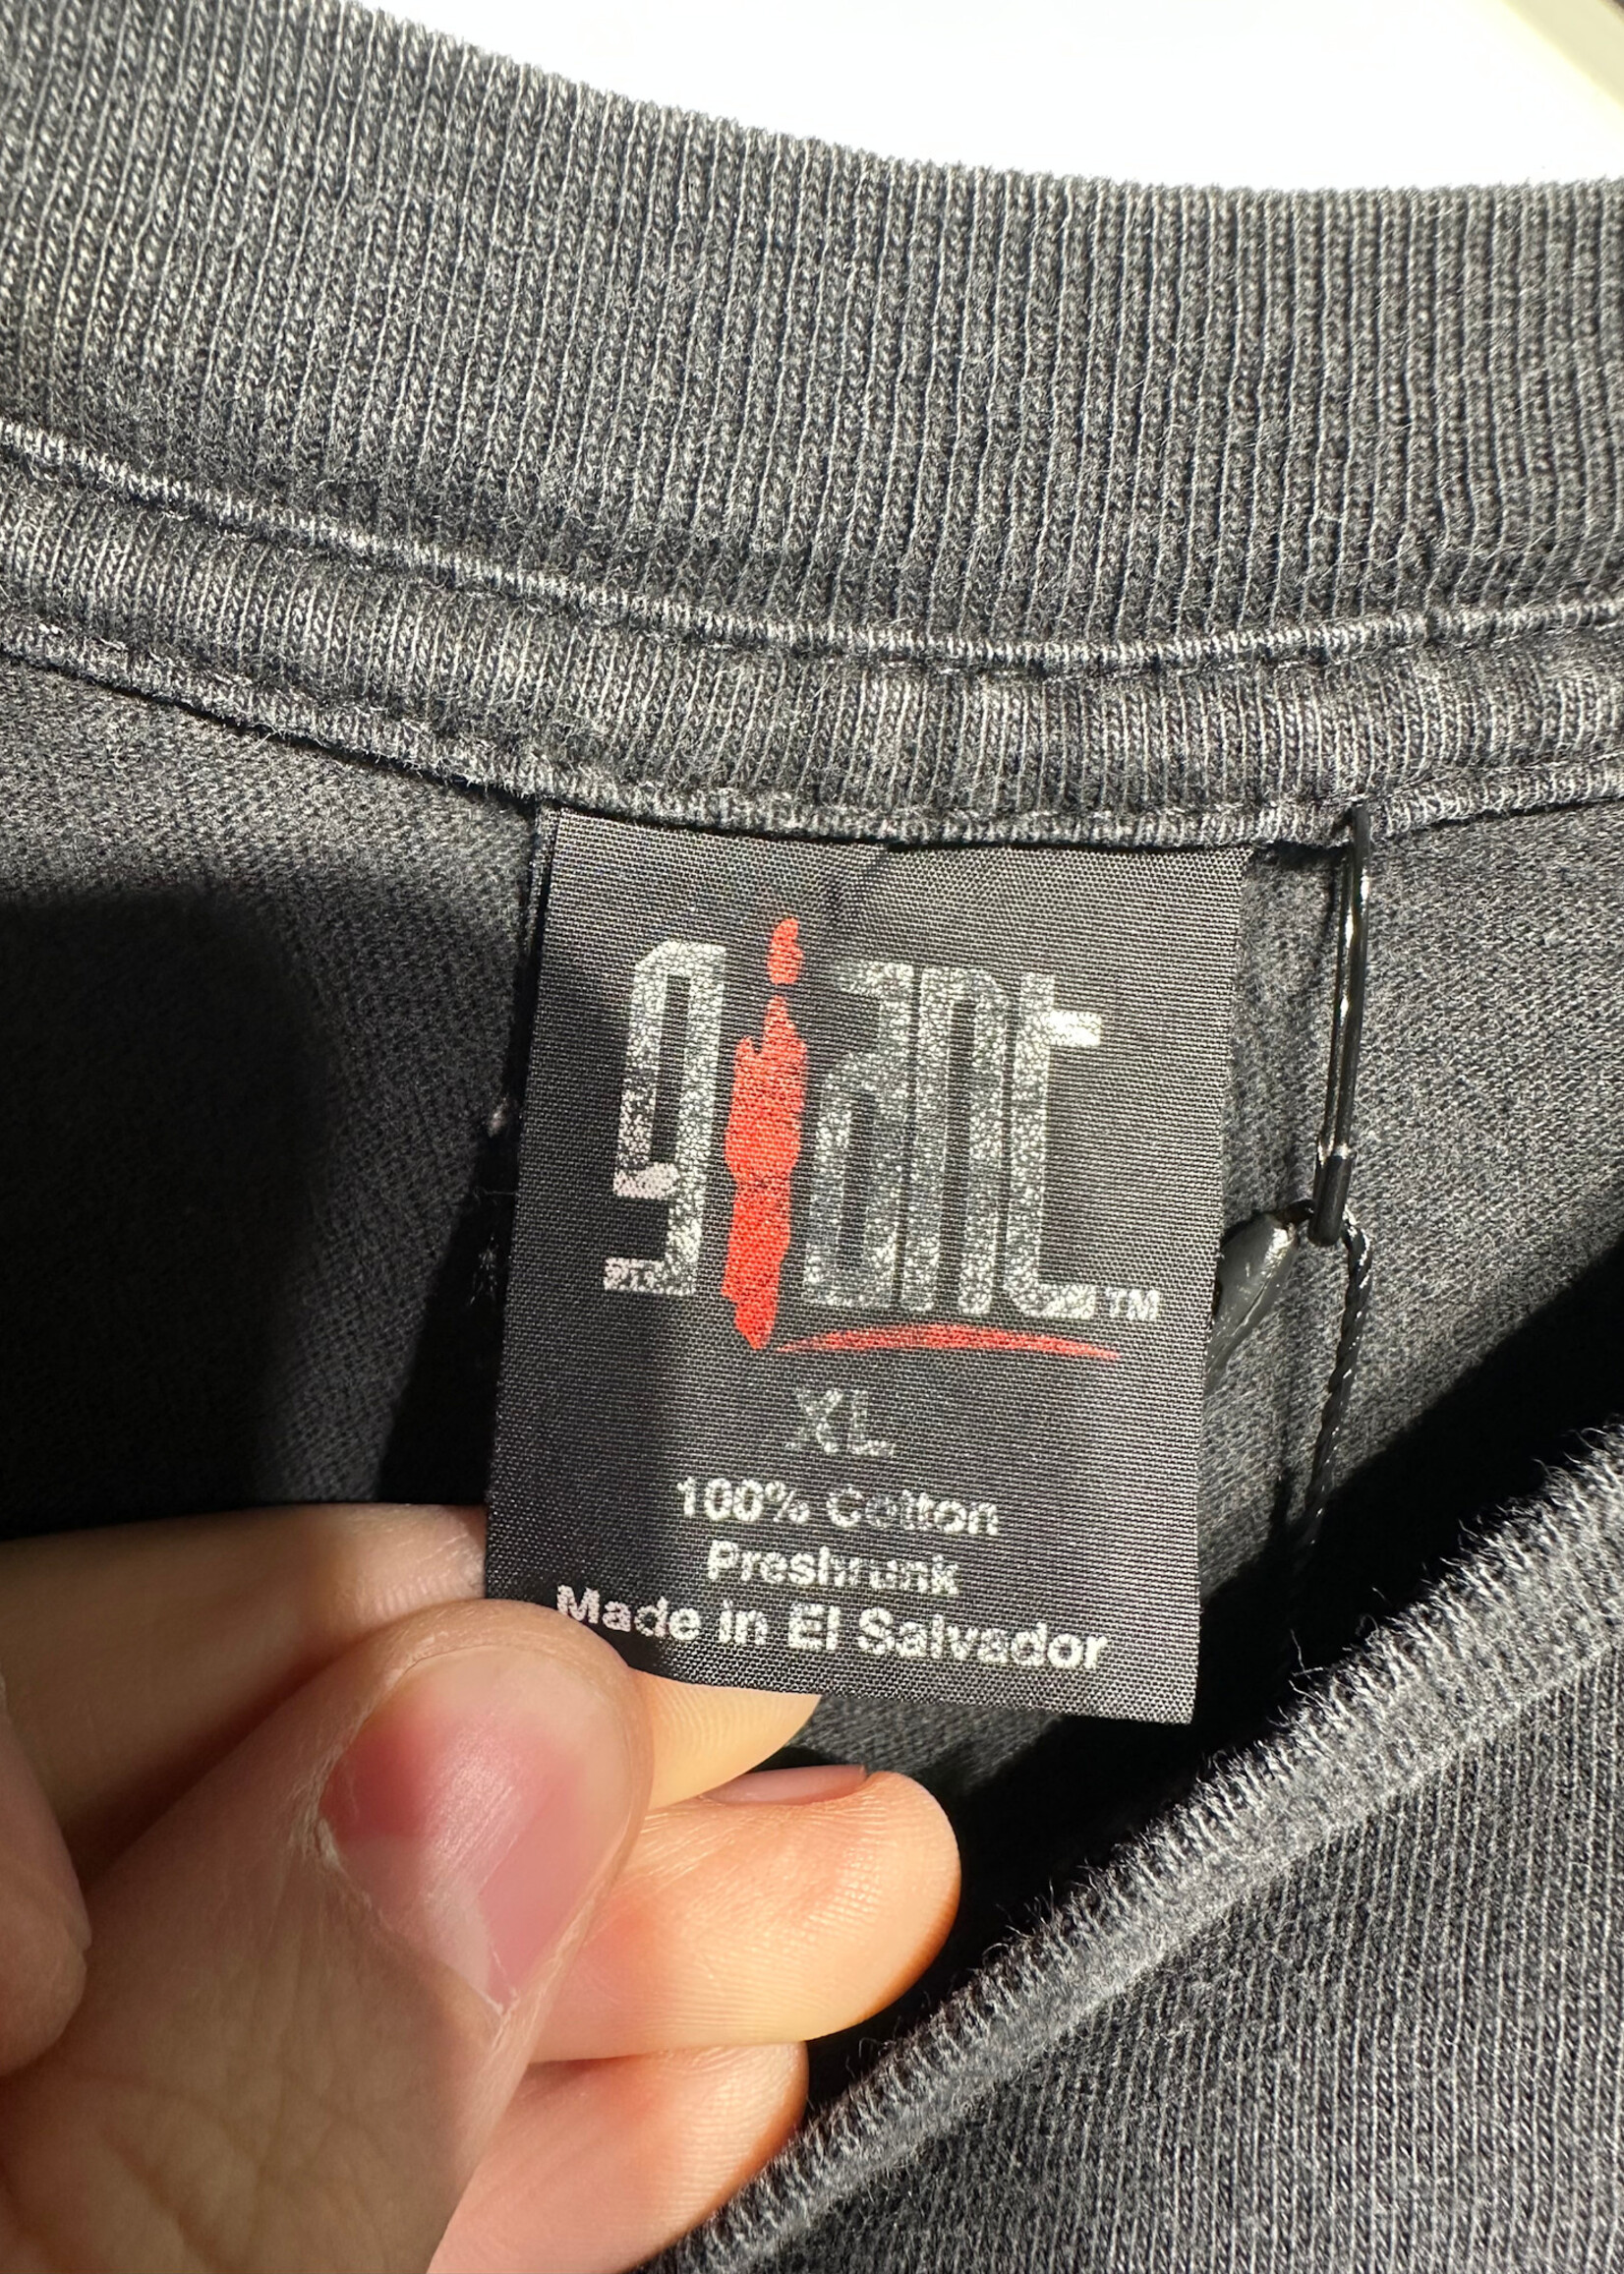 giant™
XL
100% Cotton
Preshrunk
Made in El Salvador